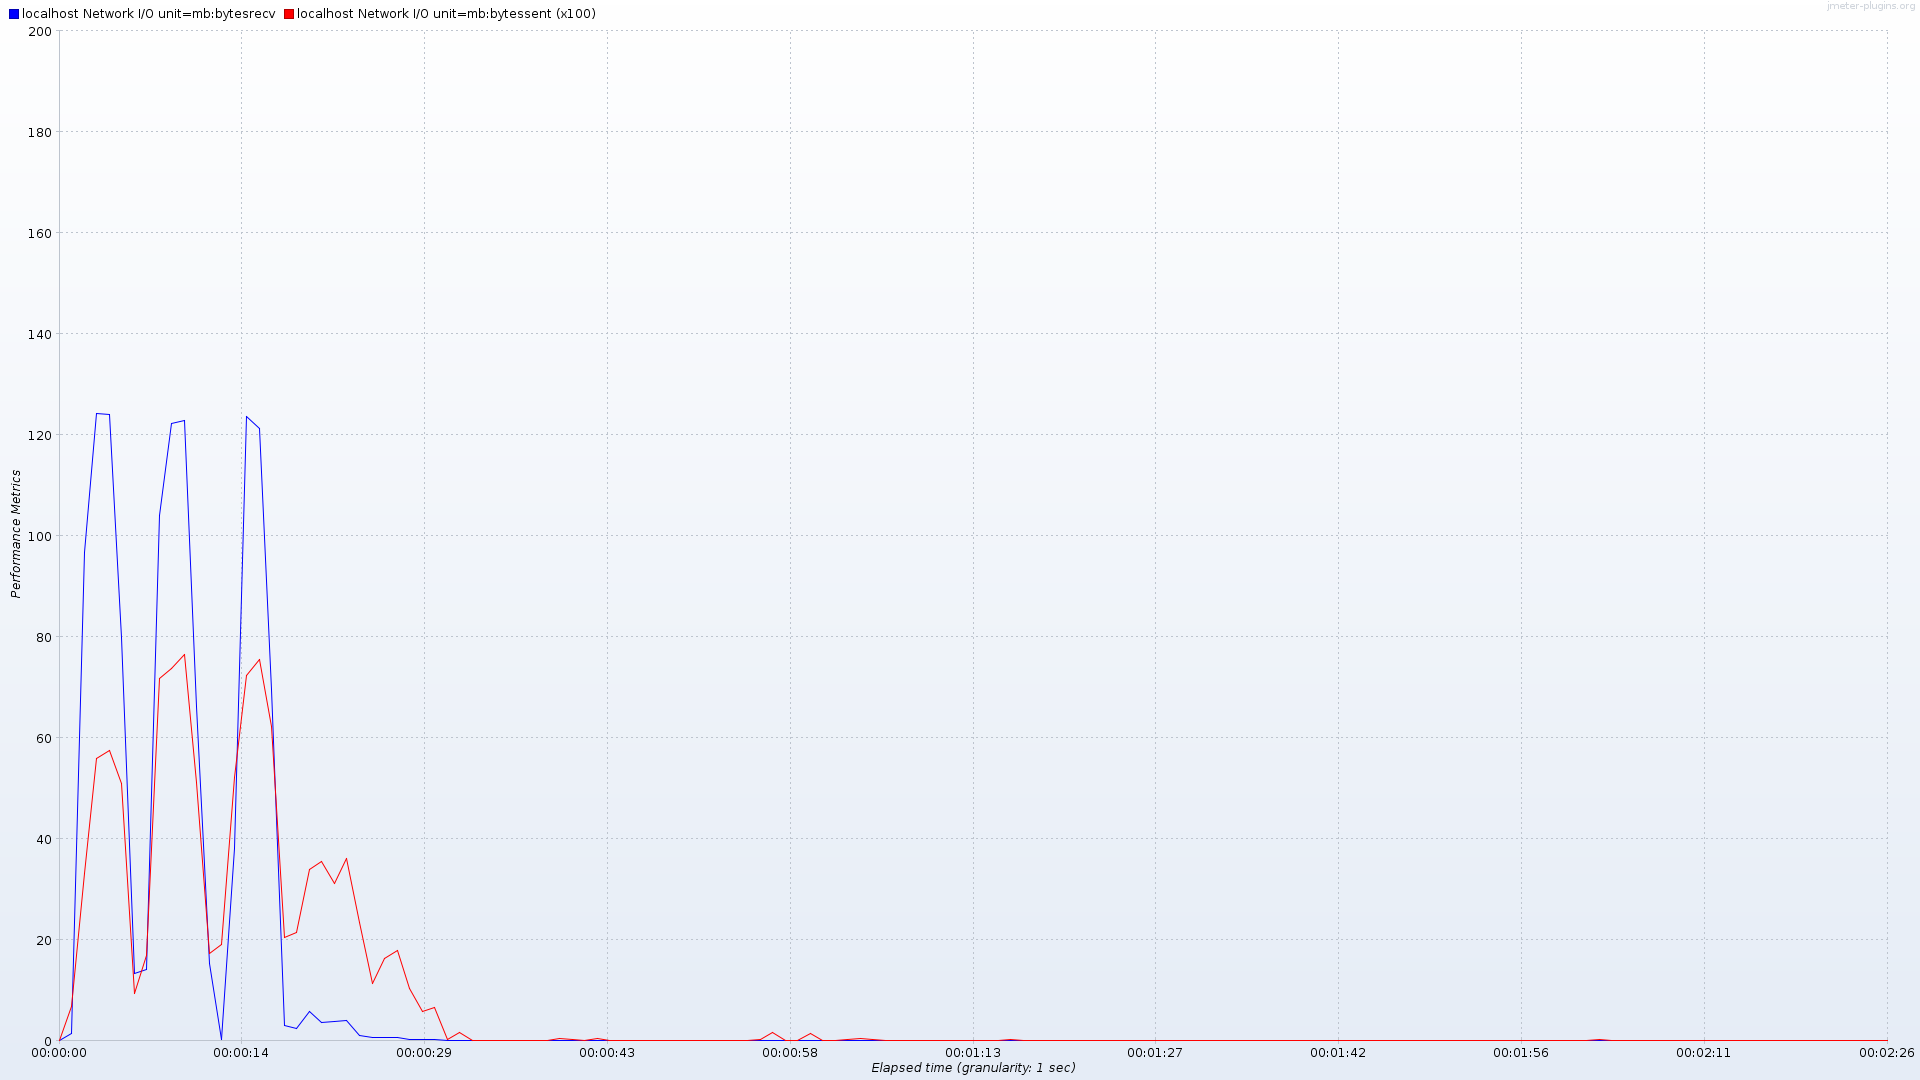 localhost Network I/O unit=mb:bytesrecv localhost Network I/O unit=mb:bytessent (x100)
jmeter-plugins.org
200
180
160
140
120
100
80
60
40
20
0
Performance Metrics
00:00:00 00:00:14 00:00:29 00:00:43 00:00:58 00:01:13 00:01:27 00:01:42 00:01:56 00:02:11 00:02:26
Elapsed time (granularity: 1 sec)